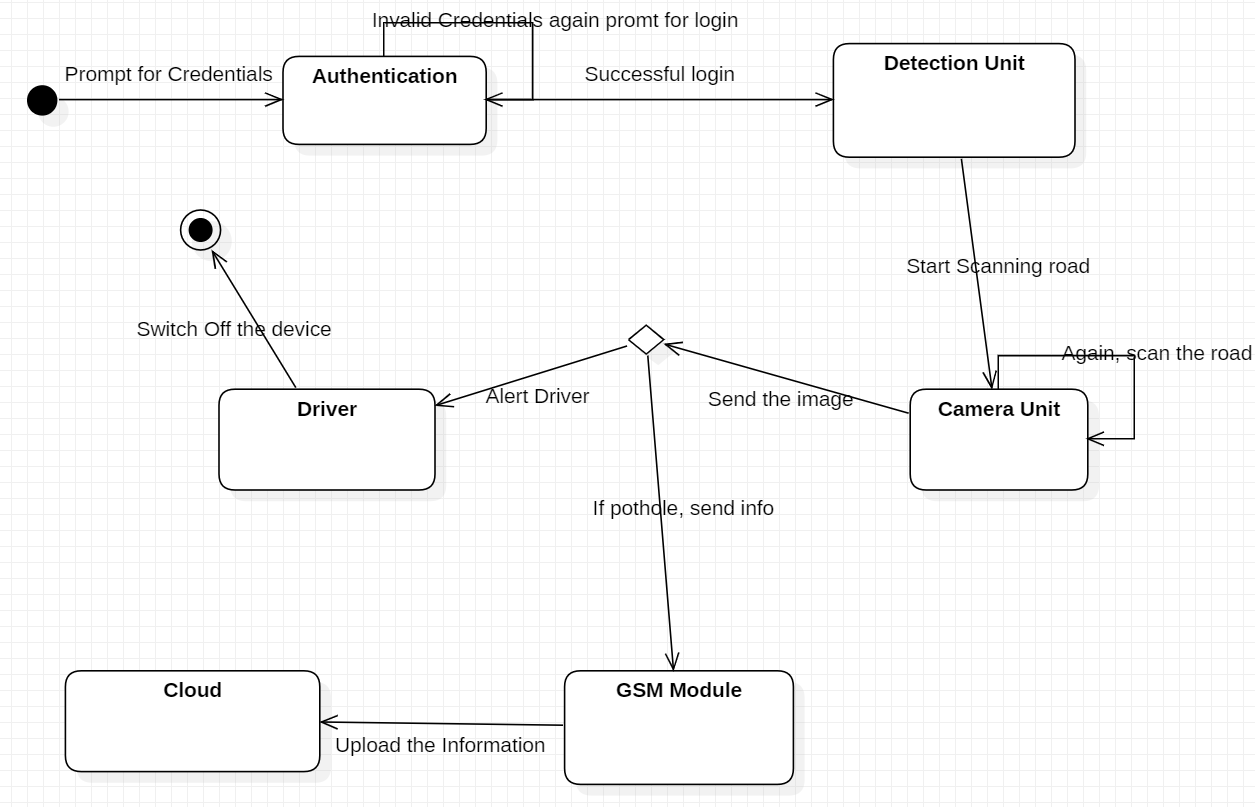 Invalid Credentials again promt for login
Prompt for Credentials
Authentication
Successful login
Detection Unit
Start Scanning road
Switch Off the device
Again, scan the road
Alert Driver
Send the image
Driver
Camera Unit
If pothole, send info
Cloud
GSM Module
Upload the Information